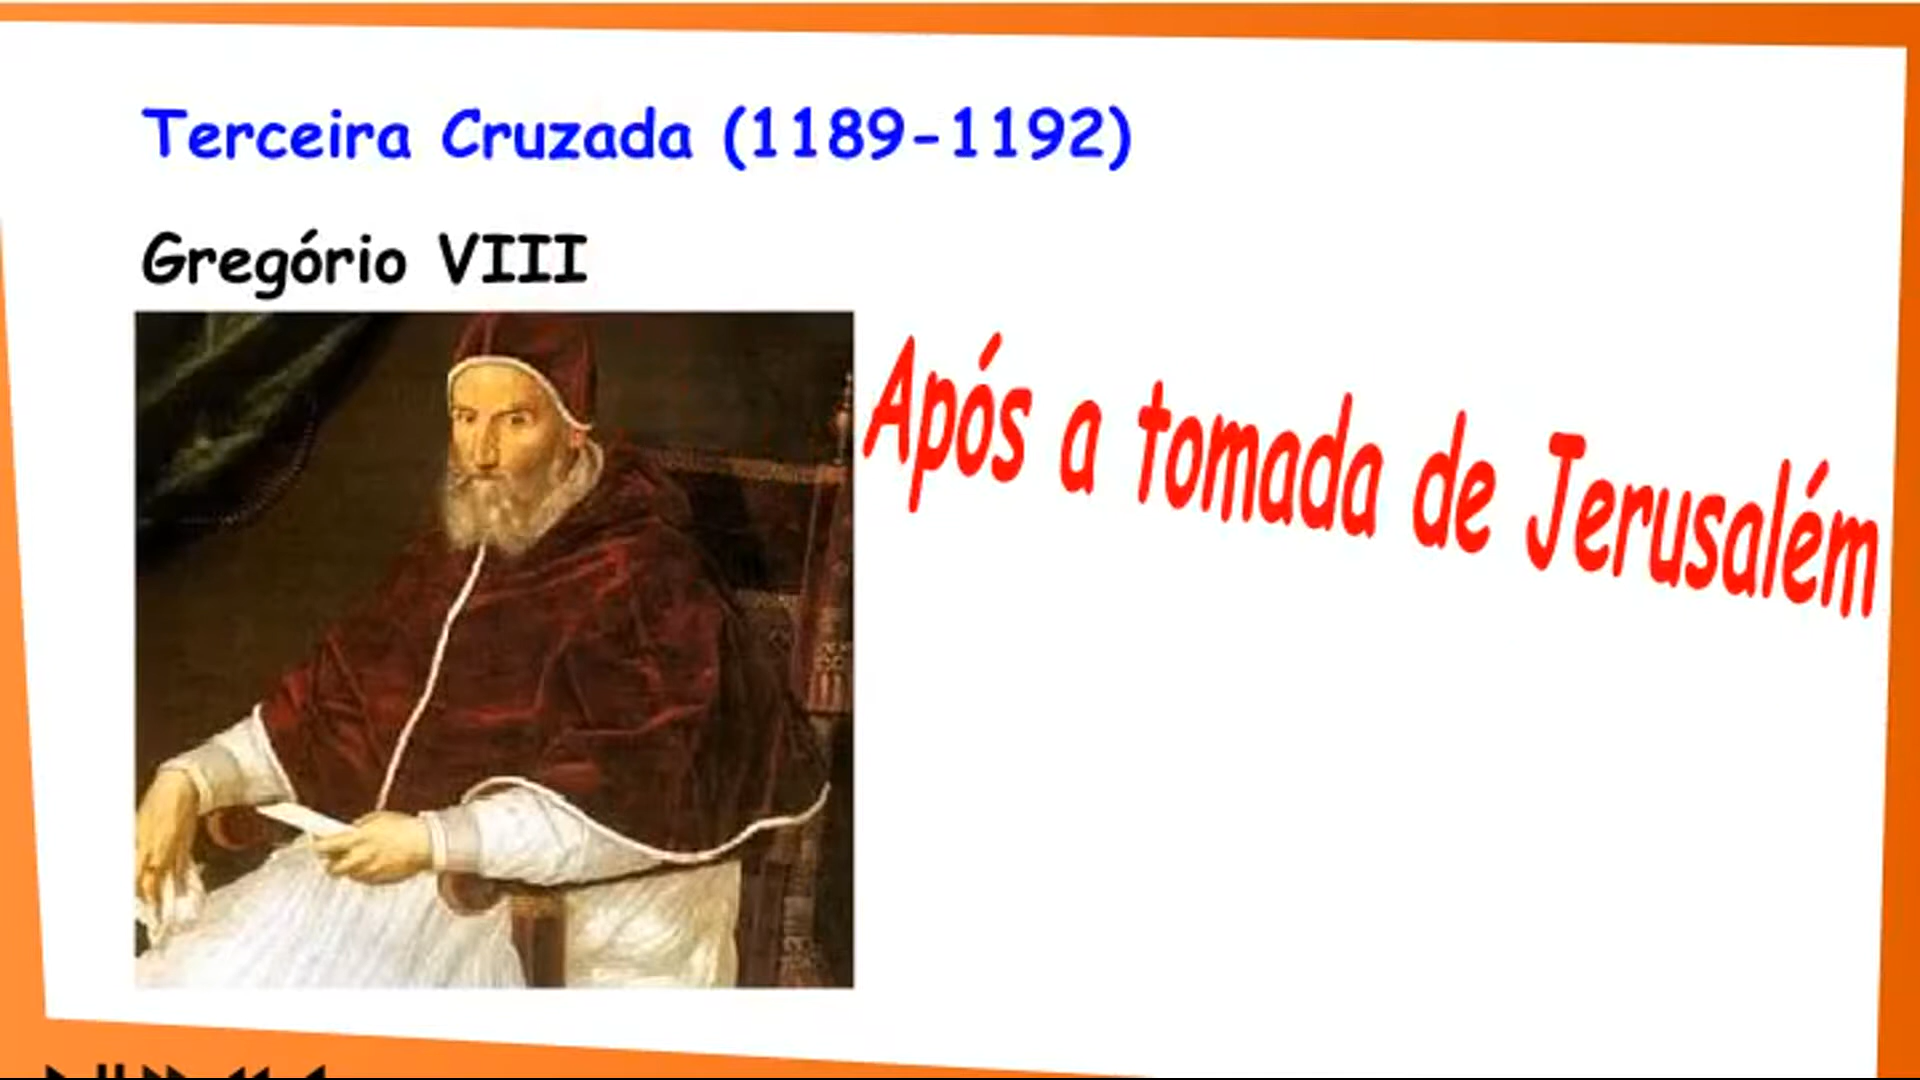 Terceira Cruzada (1189-1192)
Gregório VIII
Após a tomada de Jerusalém